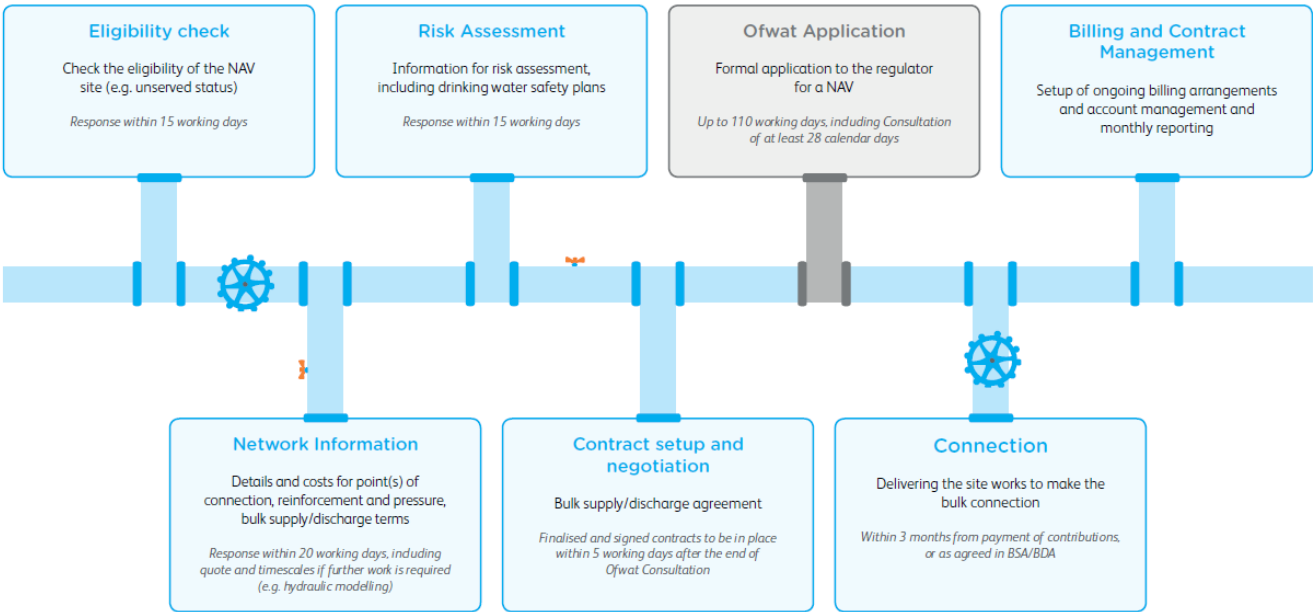 Eligibility check
Check the eligibility of the NAV
site (e.g. unserved status)
Response within 15 working days
Risk Assessment
Information for risk assessment,
including drinking water safety plans
Response within 15 working days
Ofwat Application
Formal application to the regulator
for a NAV
Up to 110 working days, including Consultation
of at least 28 calendar days
Billing and Contract
Management
Setup of ongoing billing arrangements
and account management and
monthly reporting
Network Information
Details and costs for point(s) of
connection, reinforcement and pressure,
bulk supply/discharge terms
Response within 20 working days, including
quote and timescales if further work is required
(e.g. hydraulic modelling)
Contract setup and
negotiation
Bulk supply/discharge agreement
Finalised and signed contracts to be in place
within 5 working days after the end of
Ofwat Consultation
Connection
Delivering the site works to make the
bulk connection
Within 3 months from payment of contributions,
or as agreed in BSA/BDA